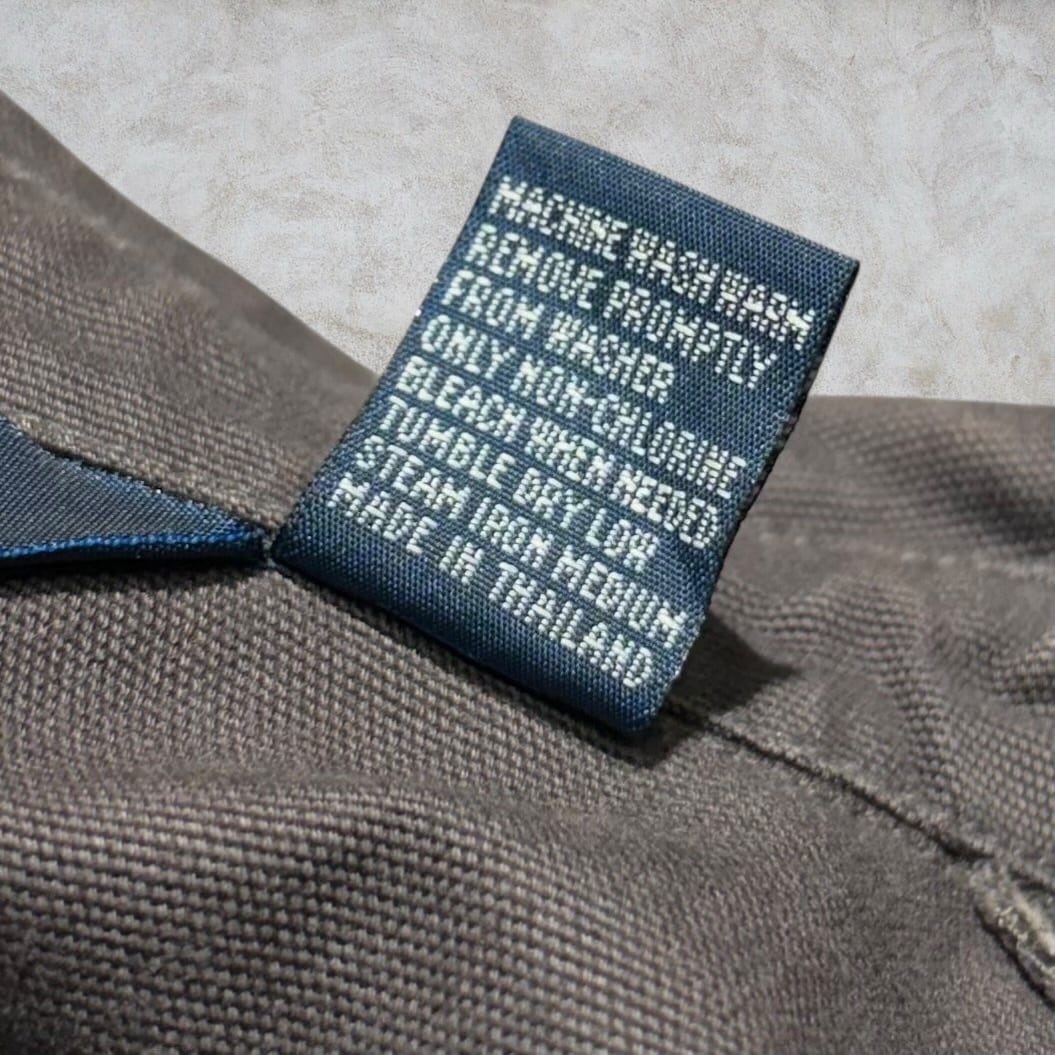 MACHINE WASH WARM
REMOVE PROMPTLY
FROM WASHER
ONLY NON-CHLORINE
BLEACH WHEN NEEDED
TUMBLE DRY LOR
STEAM IRON MEDIUM
MADE IN THAILAND